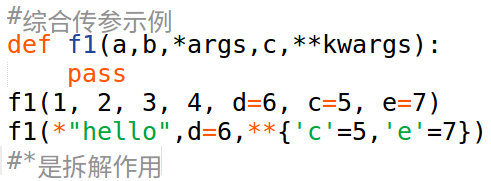 #综合传参示例
def f1(a,b,*args,c,**kwargs):
    pass
f1(1, 2, 3, 4, d=6, c=5, e=7)
f1(*"hello",d=6,**{'c'=5,'e'=7})
#*是拆解作用